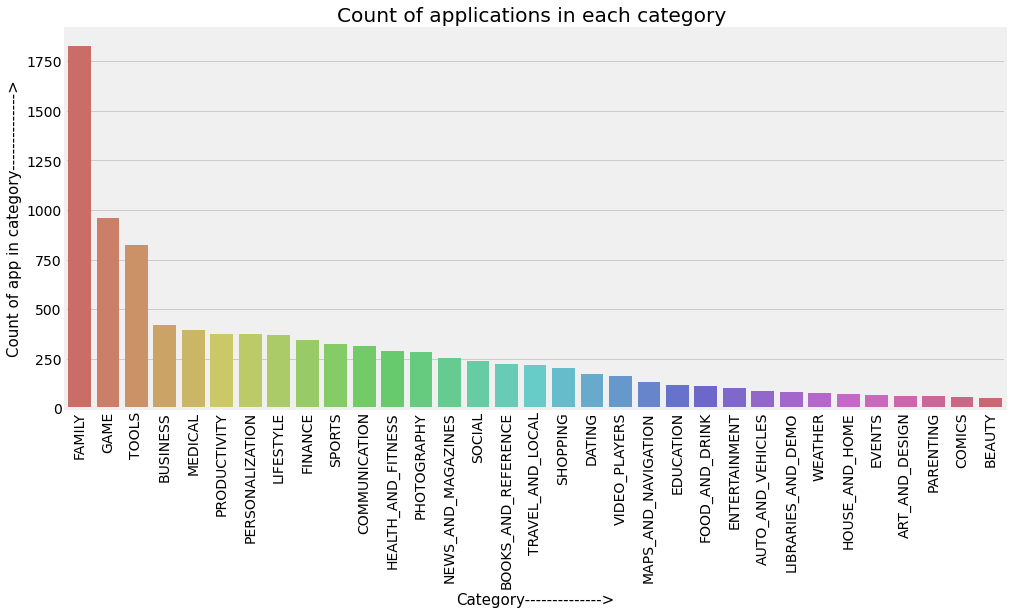 Count of applications in each category
Count of app in category--------------->
1750
1500
1250
1000
750
500
250
0
FAMILY
GAME
TOOLS
BUSINESS
MEDICAL
PRODUCTIVITY
PERSONALIZATION
LIFESTYLE
FINANCE
SPORTS
COMMUNICATION
HEALTH_AND_FITNESS
PHOTOGRAPHY
NEWS_AND_MAGAZINES
SOCIAL
BOOKS_AND_REFERENCE
TRAVEL_AND_LOCAL
SHOPPING
DATING
VIDEO_PLAYERS
MAPS_AND_NAVIGATION
EDUCATION
FOOD_AND_DRINK
ENTERTAINMENT
AUTO_AND_VEHICLES
LIBRARIES_AND_DEMO
WEATHER
HOUSE_AND_HOME
EVENTS
ART_AND_DESIGN
PARENTING
COMICS
BEAUTY
Category-------------->